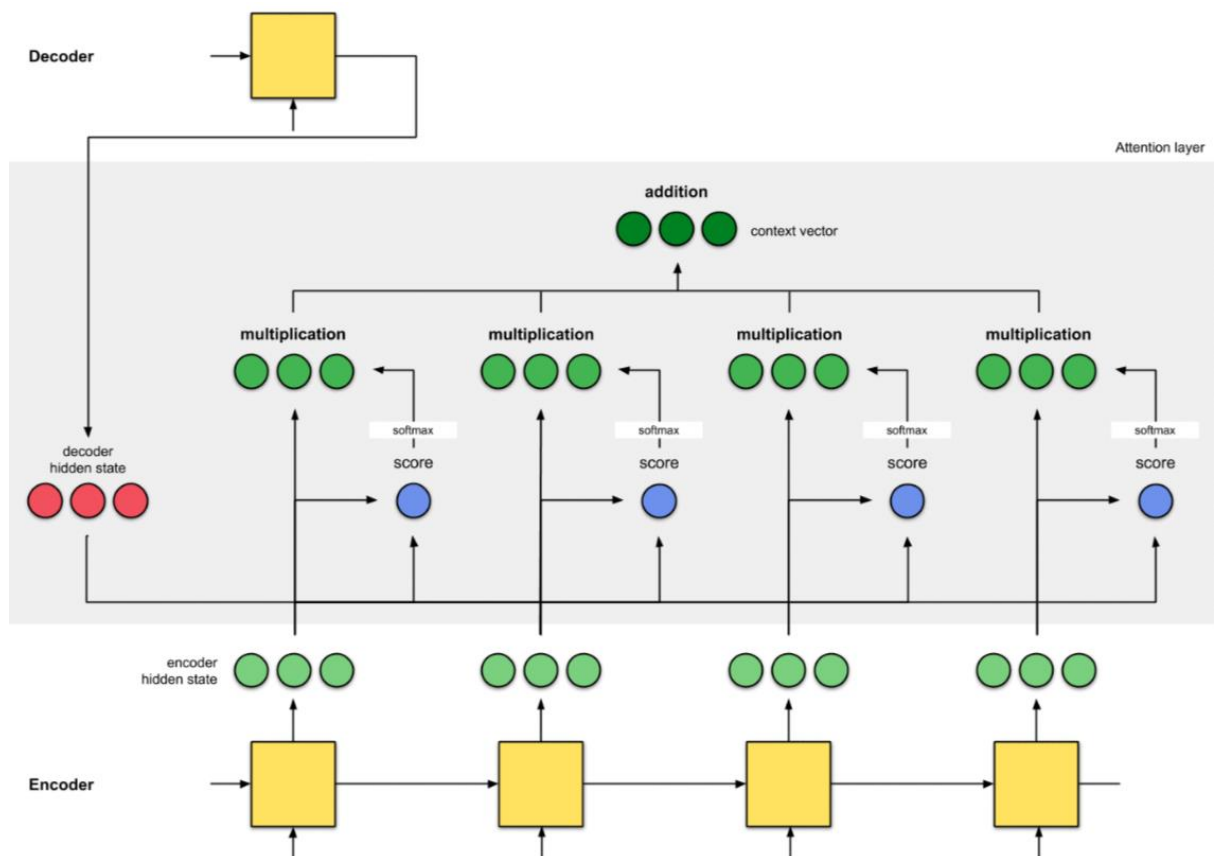 Decoder
Attention layer
addition
context vector
multiplication
multiplication
multiplication
multiplication
softmax
softmax
softmax
softmax
decoder
hidden state
score
score
score
score
encoder
hidden state
Encoder